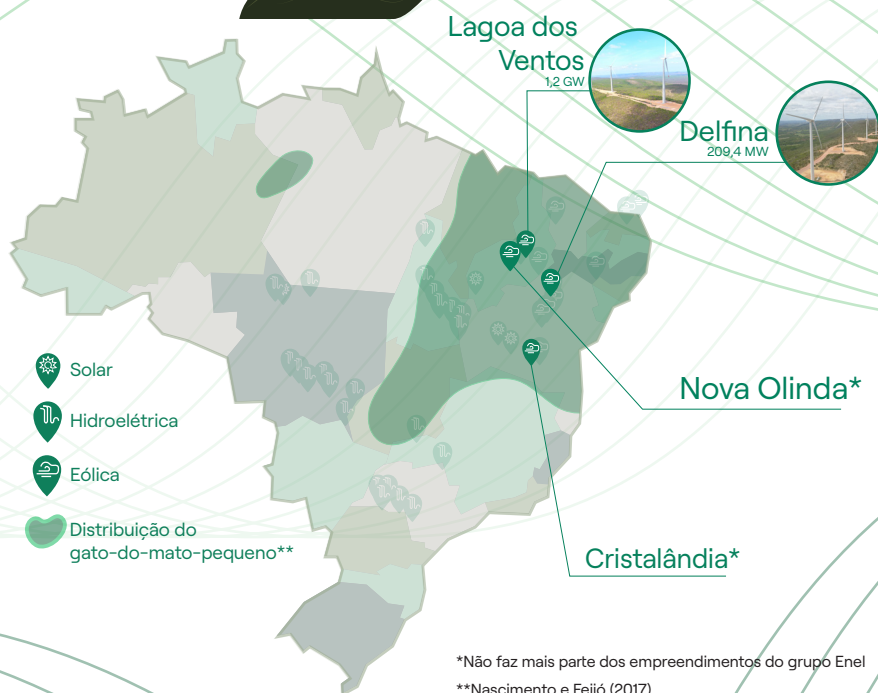 Lagoa dos
Ventos
1,2 GW
Delfina
209,4 MW
Solar
Hidroelétrica
Eólica
Distribuição do
gato-do-mato-pequeno**
Nova Olinda*
Cristalândia*
*Não faz mais parte dos empreendimentos do grupo Enel
**Nascimento e Feijó (2017)